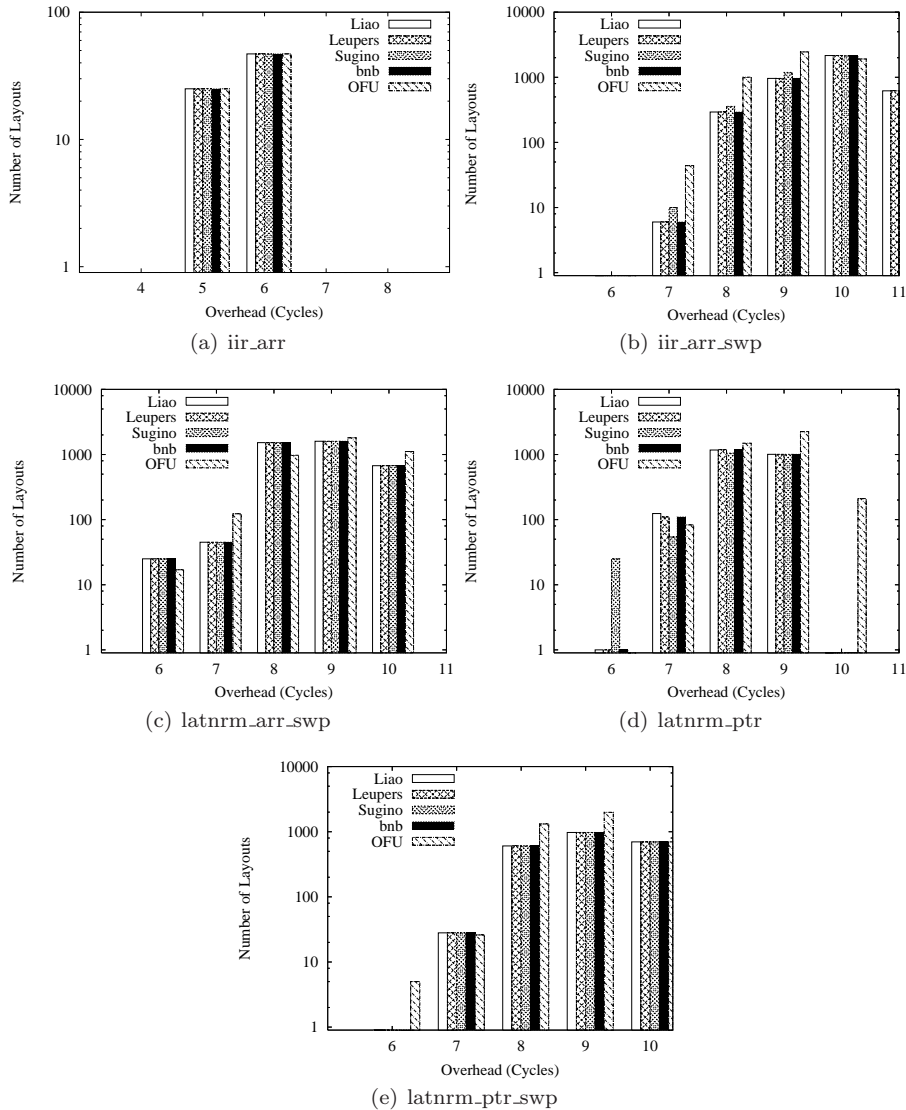 100
10
1
Number of Layouts
4 5 6 7 8
Overhead (Cycles)
Liao
Leupers
Sugino
bnb
OFU
(a) iir_arr
10000
1000
100
10
1
Number of Layouts
6 7 8 9 10 11
Overhead (Cycles)
Liao
Leupers
Sugino
bnb
OFU
(b) iir_arr_swp
10000
1000
100
10
1
Number of Layouts
6 7 8 9 10 11
Overhead (Cycles)
Liao
Leupers
Sugino
bnb
OFU
(c) latnrm_arr_swp
10000
1000
100
10
1
Number of Layouts
6 7 8 9 10 11
Overhead (Cycles)
Liao
Leupers
Sugino
bnb
OFU
(d) latnrm_ptr
10000
1000
100
10
1
Number of Layouts
6 7 8 9 10
Overhead (Cycles)
Liao
Leupers
Sugino
bnb
OFU
(e) latnrm_ptr_swp